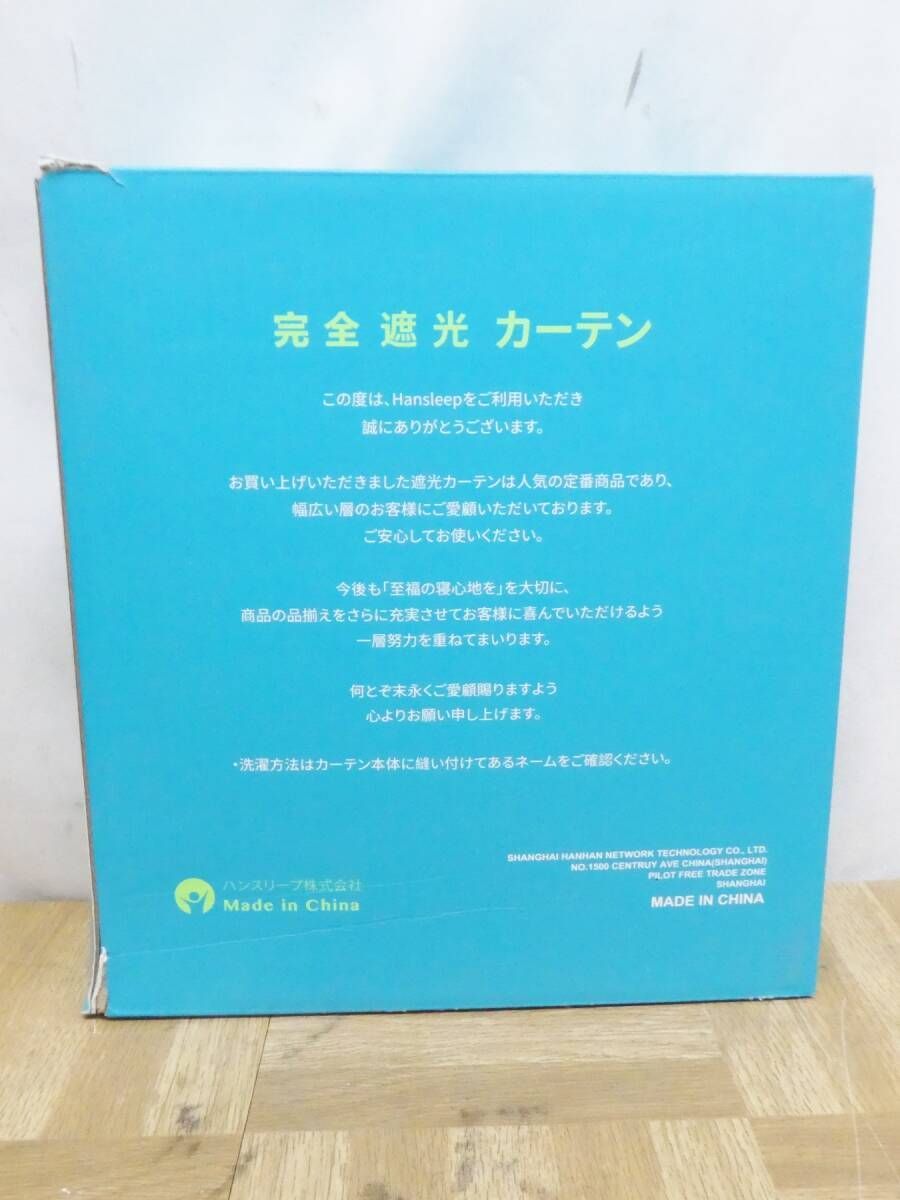 完全 遮光 カーテン
この度は、Hansleepをご利用いただき
誠にありがとうございます。
お買い上げいただきました遮光カーテンは人気の定番商品であり、
幅広い層のお客様にご愛顧いただいております。
ご安心してお使いください。
今後も「至福の寝心地を」を大切に、
商品の品揃えをさらに充実させてお客様に喜んでいただけるよう
一層努力を重ねてまいります。
何とぞ末永くご愛顧賜りますよう
心よりお願い申し上げます。
・洗濯方法はカーテン本体に縫い付けてあるネームをご確認ください。
ハンスリープ株式会社
Made in China
SHANGHAI HANHAN NETWORK TECHNOLOGY CO., LTD.
NO.1500 CENTRUY AVE CHINA(SHANGHAI)
PILOT FREE TRADE ZONE
SHANGHAI
MADE IN CHINA